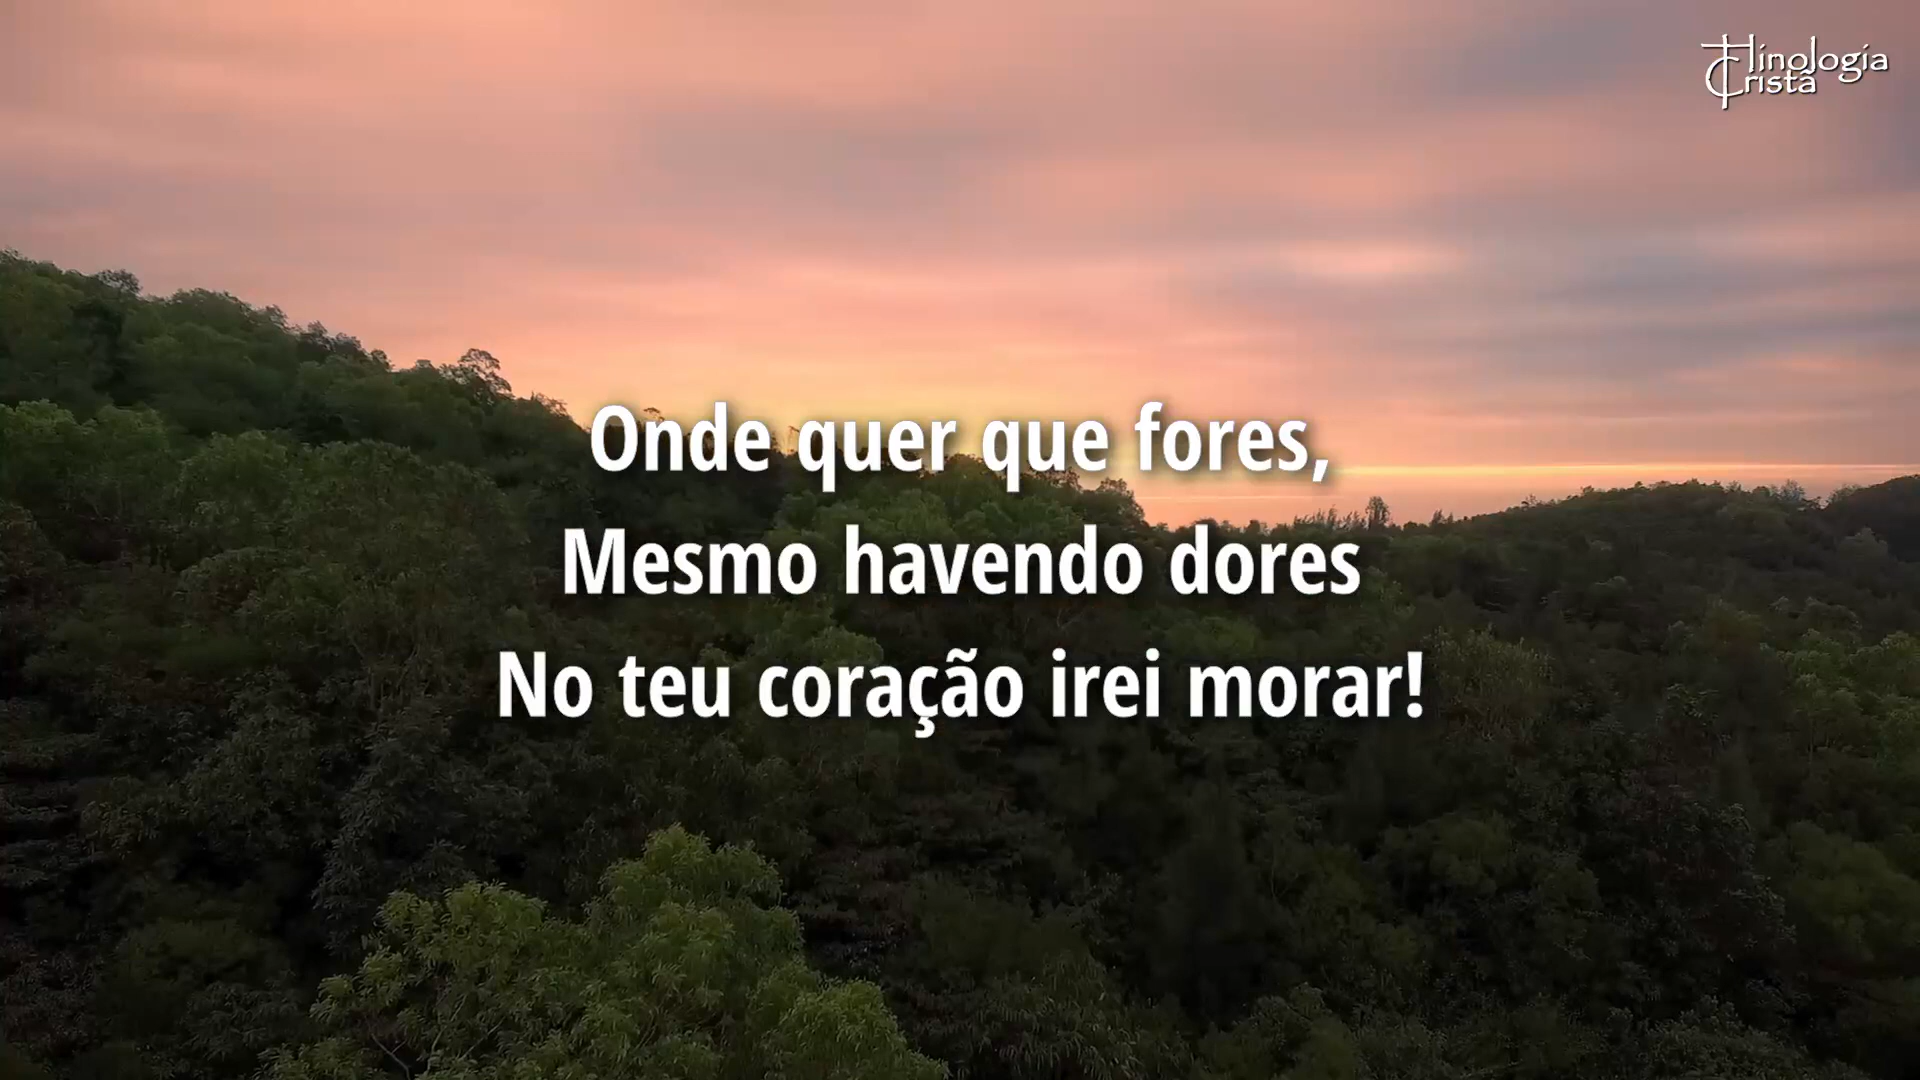 Hinologia
Cristã
Onde quer que fores,
Mesmo havendo dores
No teu coração irei morar!